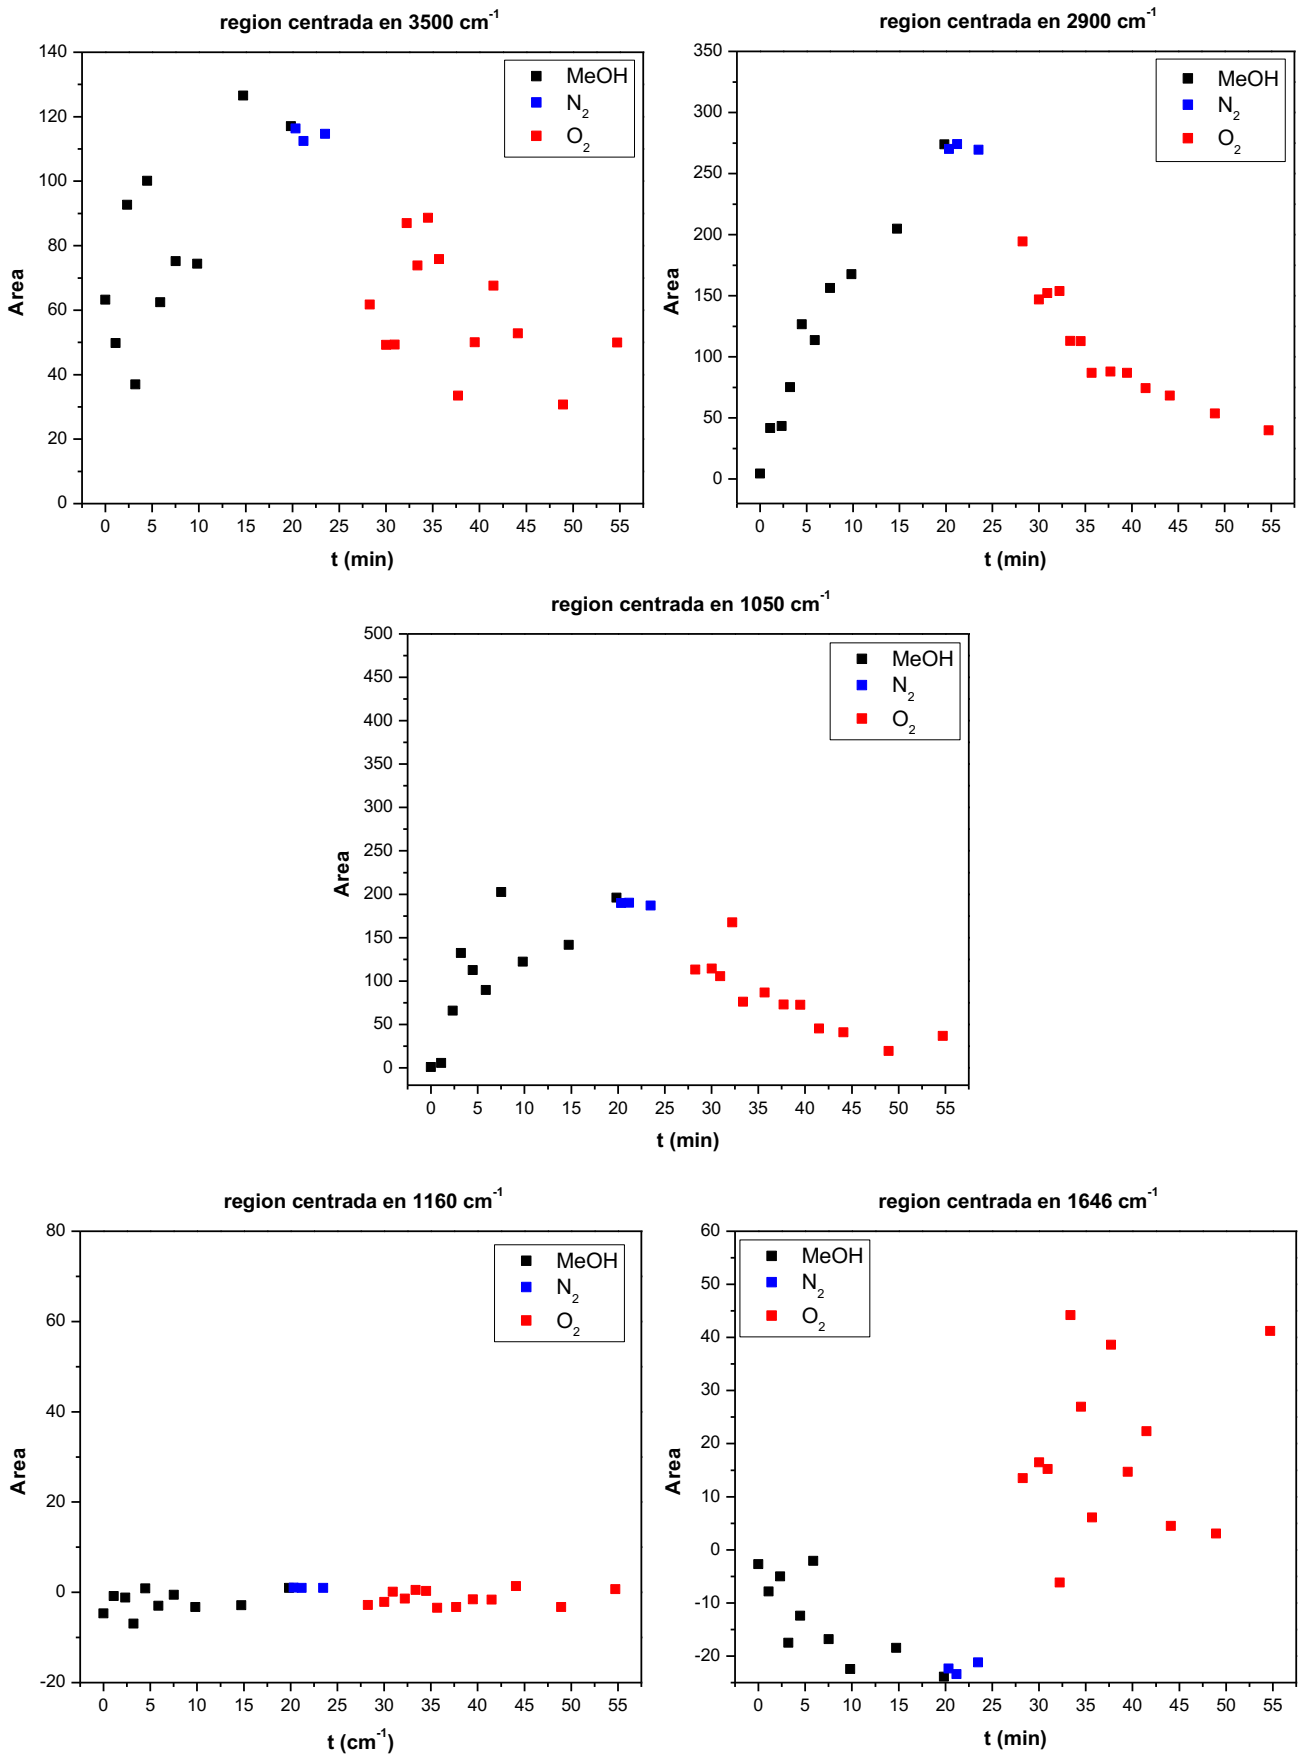 region centrada en 3500 cm⁻¹
140
120
100
80
60
40
20
0
Area
MeOH
N₂
O₂
0 5 10 15 20 25 30 35 40 45 50 55
t (min)
region centrada en 2900 cm⁻¹
350
300
250
200
150
100
50
0
Area
MeOH
N₂
O₂
0 5 10 15 20 25 30 35 40 45 50 55
t (min)
region centrada en 1050 cm⁻¹
500
450
400
350
300
250
200
150
100
50
0
Area
MeOH
N₂
O₂
0 5 10 15 20 25 30 35 40 45 50 55
t (min)
region centrada en 1160 cm⁻¹
80
60
40
20
0
-20
Area
MeOH
N₂
O₂
0 5 10 15 20 25 30 35 40 45 50 55
t (cm⁻¹)
region centrada en 1646 cm⁻¹
60
50
40
30
20
10
0
-10
-20
Area
MeOH
N₂
O₂
0 5 10 15 20 25 30 35 40 45 50 55
t (min)